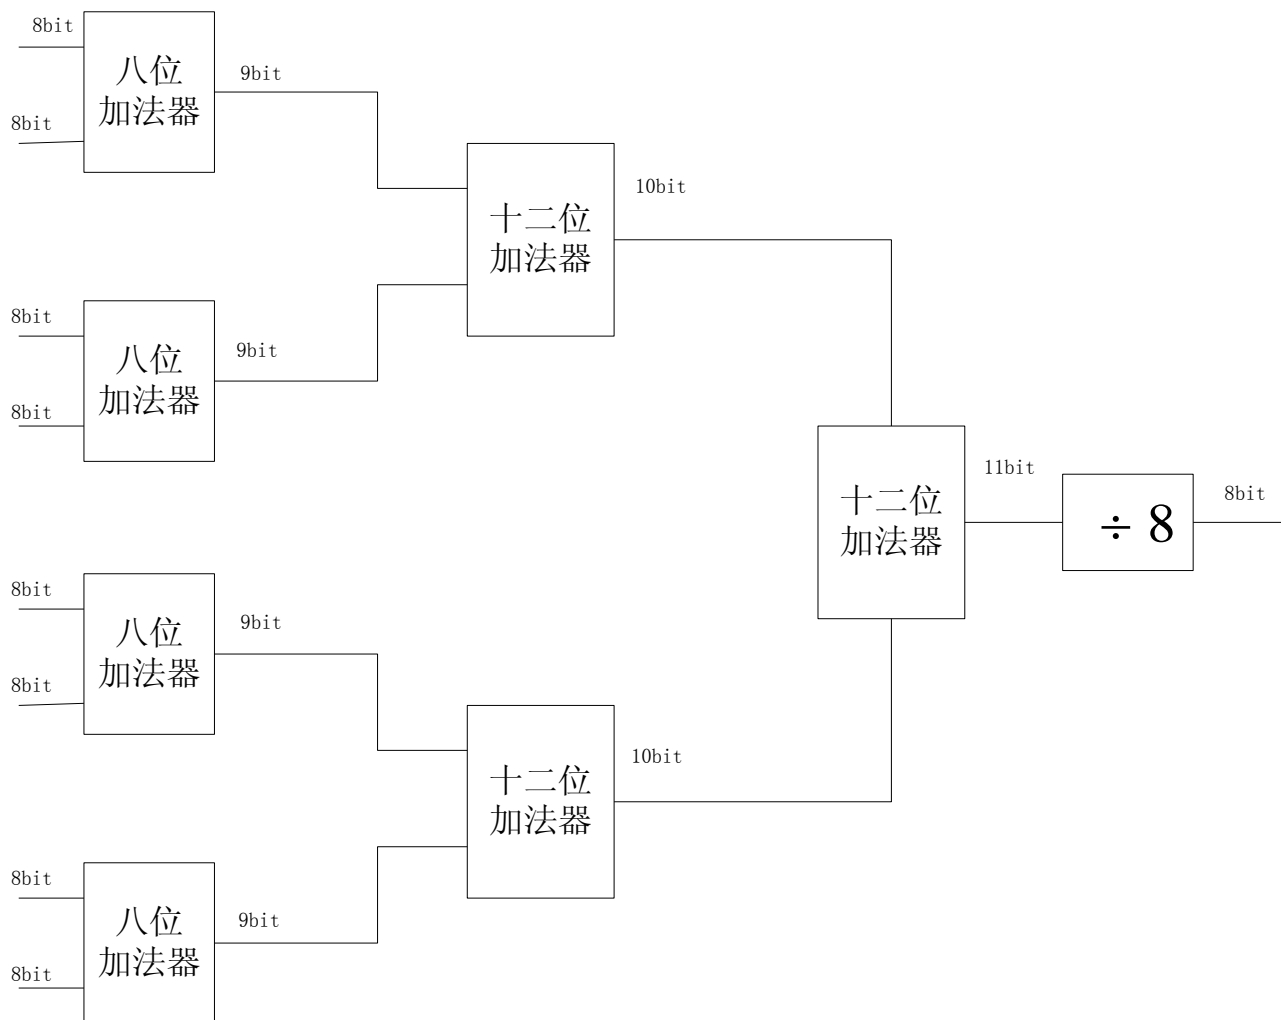 8bit
八位
加法器
9bit
8bit
十二位
加法器
10bit
8bit
八位
加法器
9bit
8bit
十二位
加法器
11bit
÷ 8
8bit
8bit
八位
加法器
9bit
8bit
十二位
加法器
10bit
8bit
八位
加法器
9bit
8bit